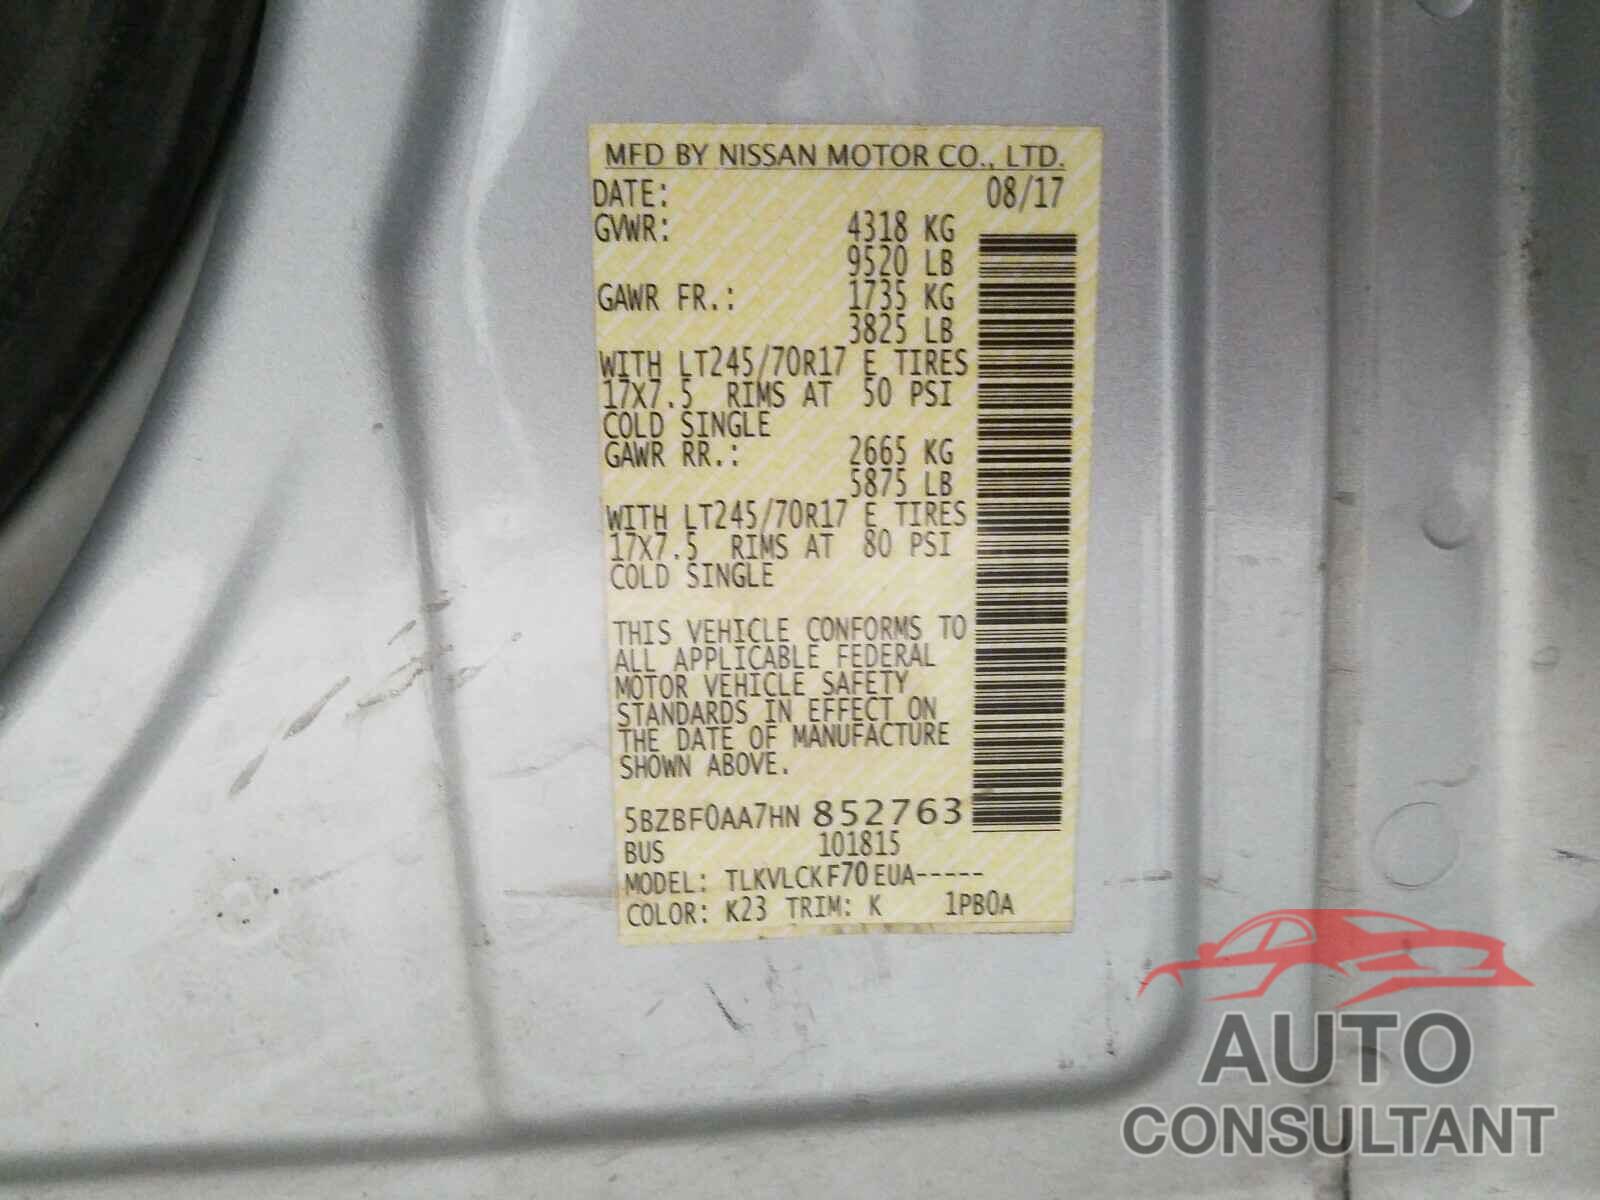 MFD BY NISSAN MOTOR CO., LTD.
DATE: 08/17
GVWR: 4318 KG
9520 LB
GAWR FR.: 1735 KG
3825 LB
WITH LT245/70R17 E TIRES
17X7.5 RIMS AT 50 PSI
COLD SINGLE
GAWR RR.: 2665 KG
5875 LB
WITH LT245/70R17 E TIRES
17X7.5 RIMS AT 80 PSI
COLD SINGLE
THIS VEHICLE CONFORMS TO
ALL APPLICABLE FEDERAL
MOTOR VEHICLE SAFETY
STANDARDS IN EFFECT ON
THE DATE OF MANUFACTURE
SHOWN ABOVE.
5BZBF0AA7HN 852763
BUS 101815
MODEL: TLKVLCKF70EUA-----
COLOR: K23 TRIM: K 1PB0A
AUTO
CONSULTANT